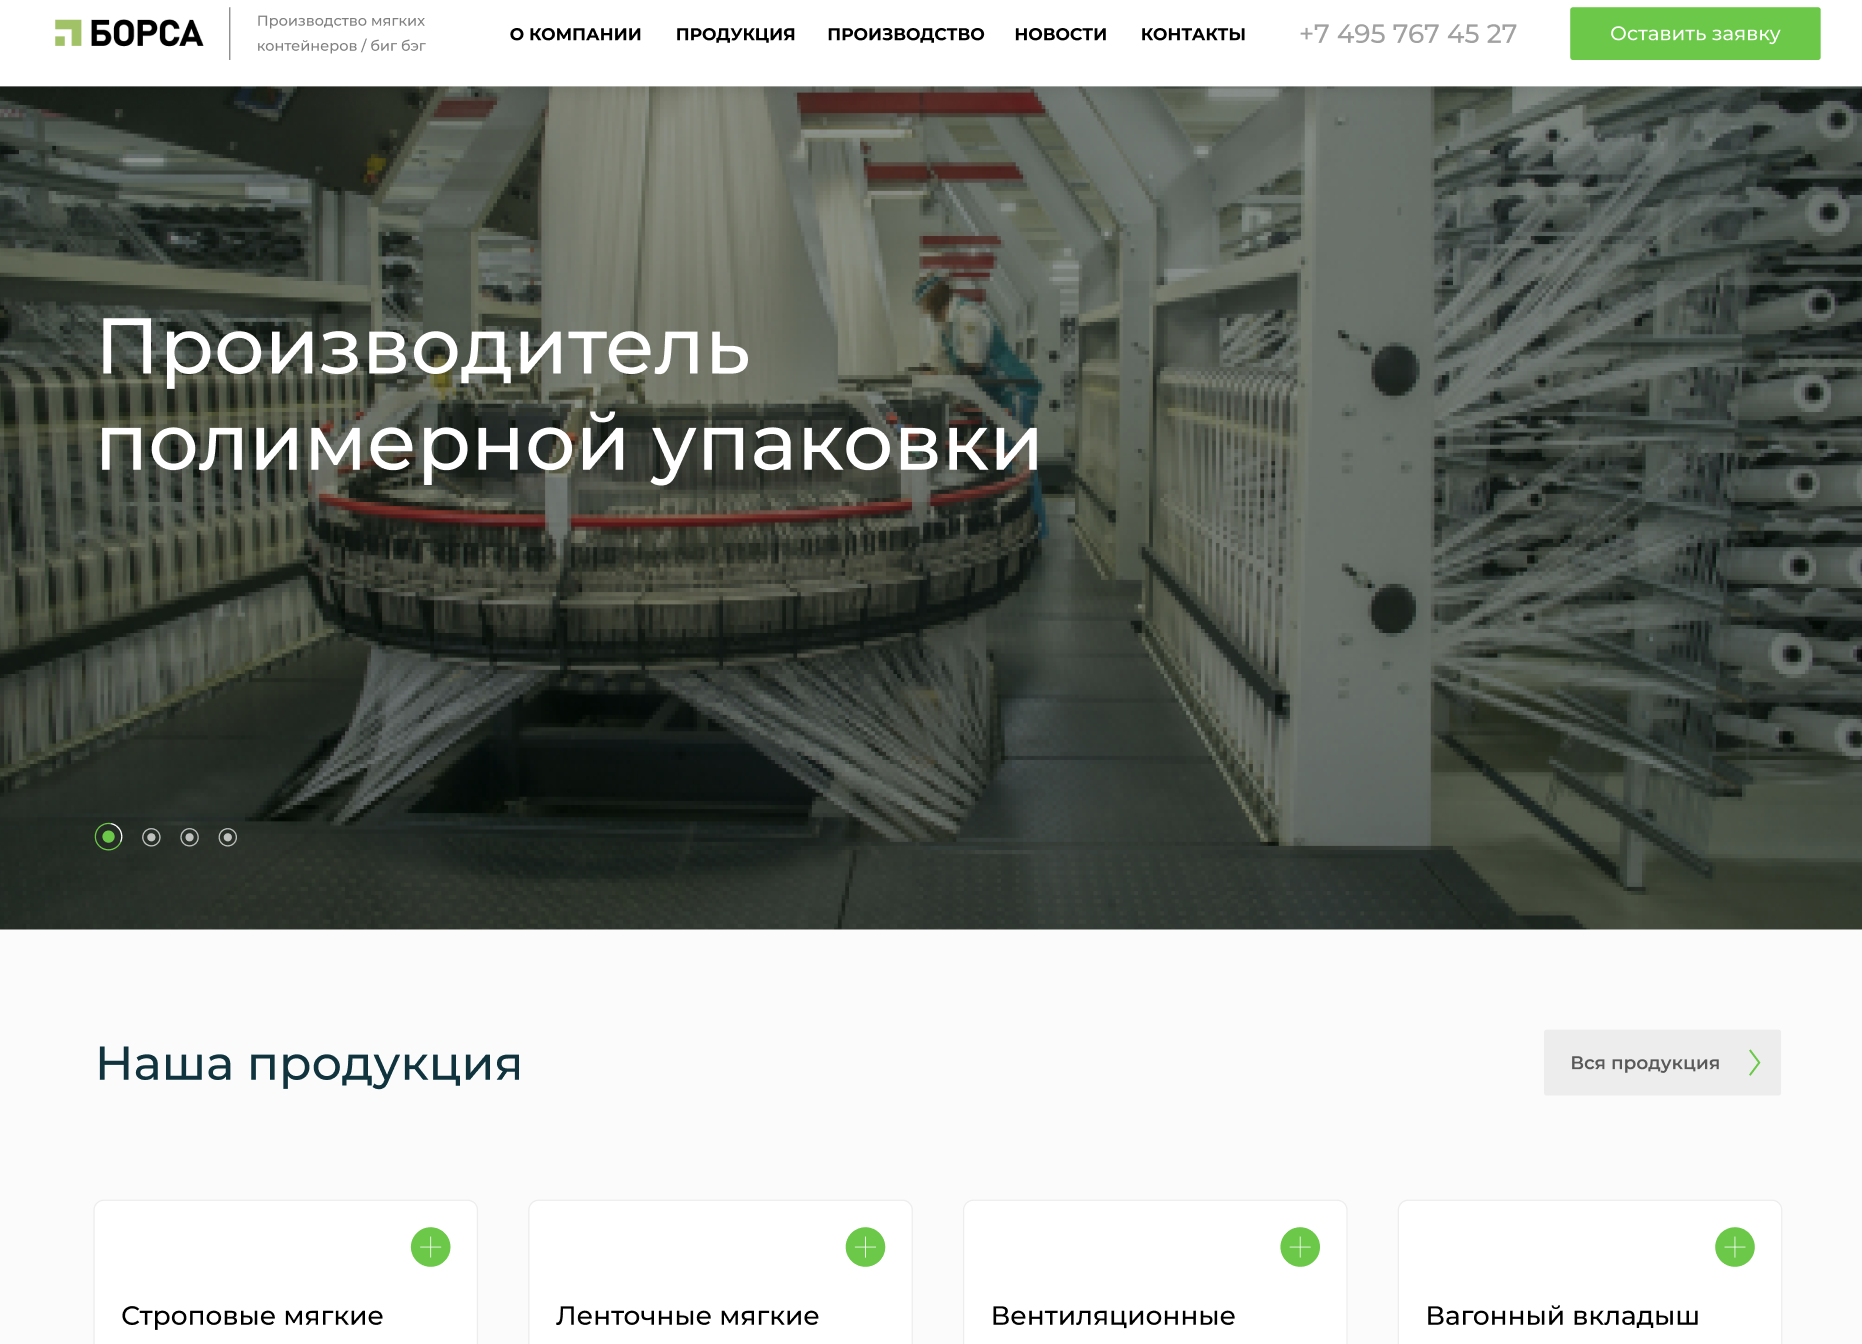 БОРСА
Производство мягких
контейнеров / биг бэг
О КОМПАНИИ
ПРОДУКЦИЯ
ПРОИЗВОДСТВО
НОВОСТИ
КОНТАКТЫ
+7 495 767 45 27
Оставить заявку
Производитель
полимерной упаковки
Наша продукция
Вся продукция
Строповые мягкие
Ленточные мягкие
Вентиляционные
Вагонный вкладыш